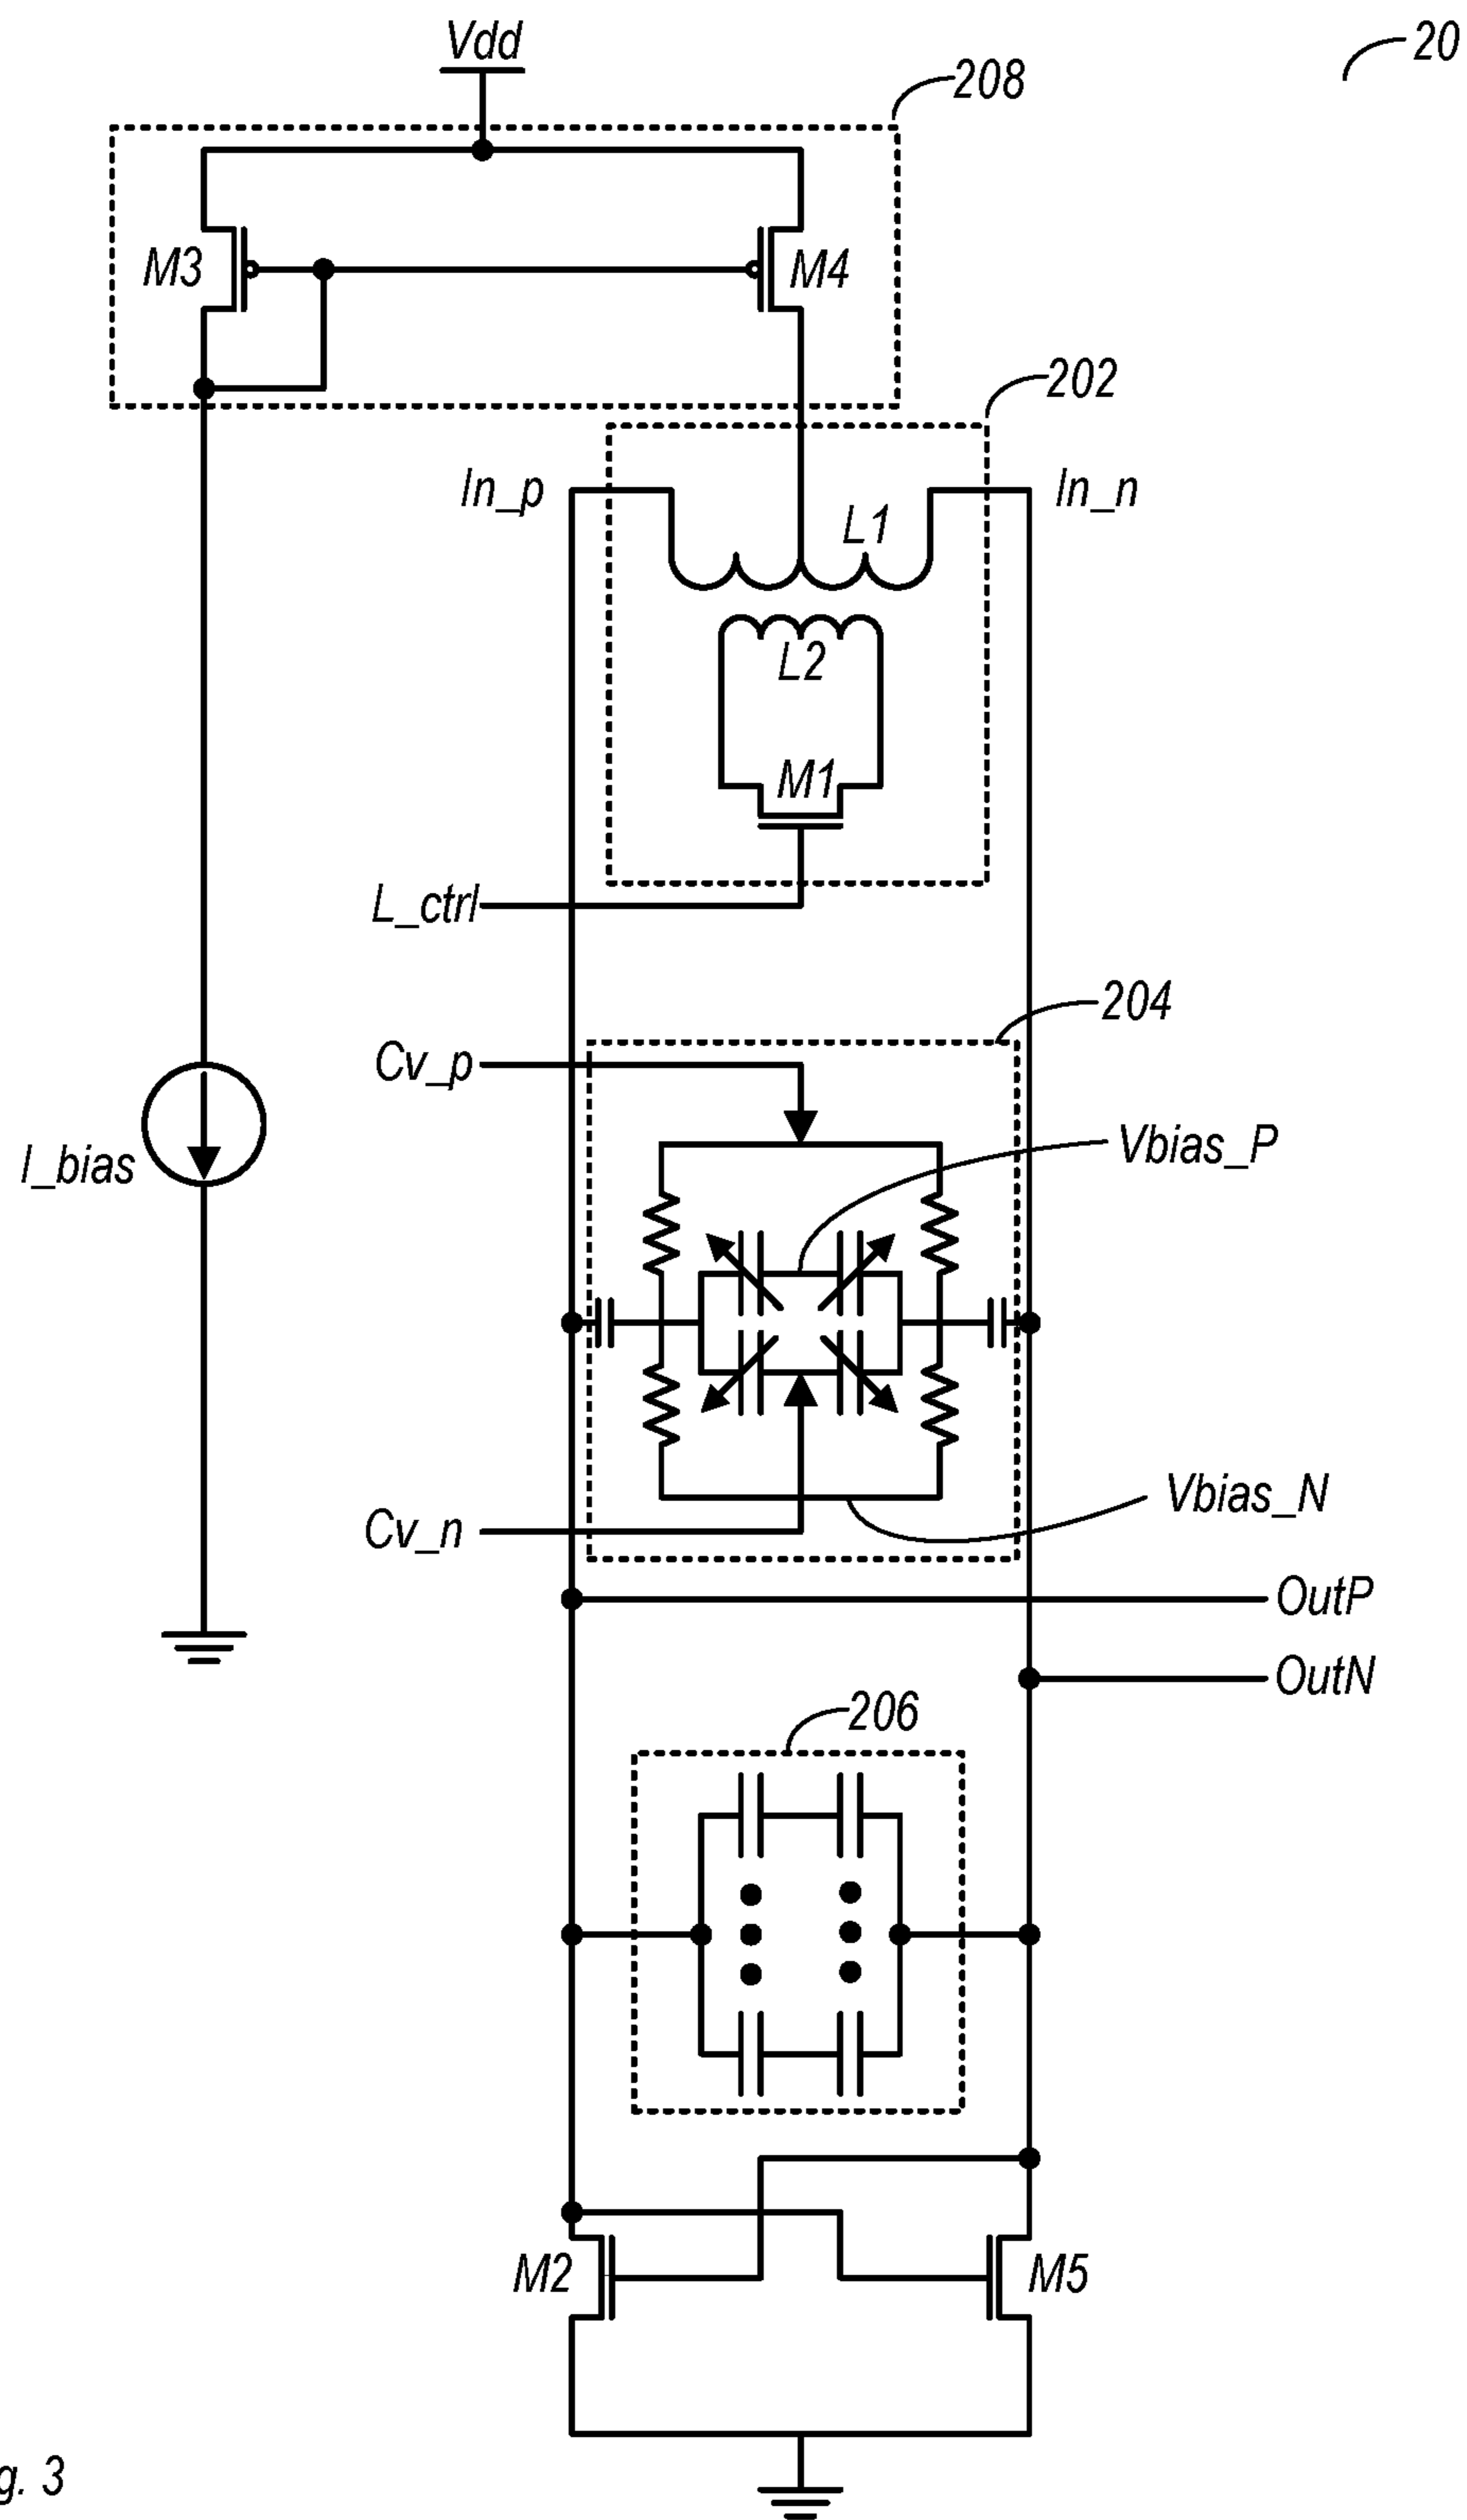 Vdd
20
208
M3
M4
202
In_p
In_n
L1
L2
M1
L_ctrl
204
Cv_p
Vbias_P
I_bias
Vbias_N
Cv_n
OutP
OutN
206
M2
M5
g. 3